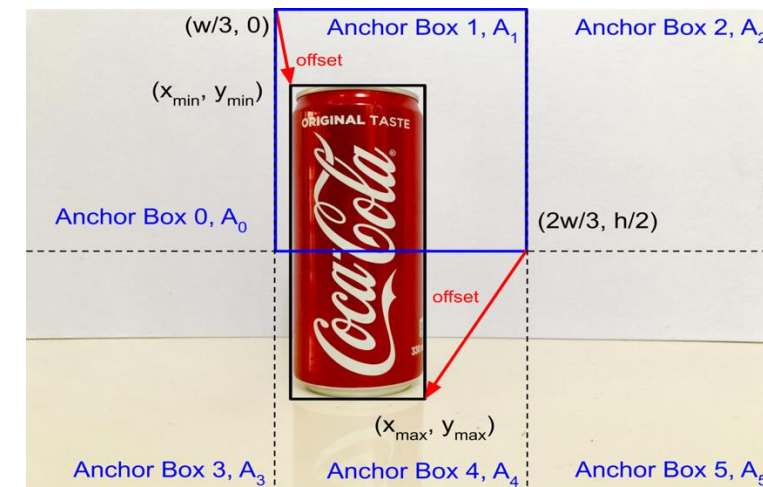 (w/3, 0)
Anchor Box 1, A1
Anchor Box 2, A2
offset
(xmin, ymin)
ORIGINAL TASTE
Coca-Cola
®
Anchor Box 0, A0
(2w/3, h/2)
offset
(xmax, ymax)
Anchor Box 3, A3
Anchor Box 4, A4
Anchor Box 5, A5